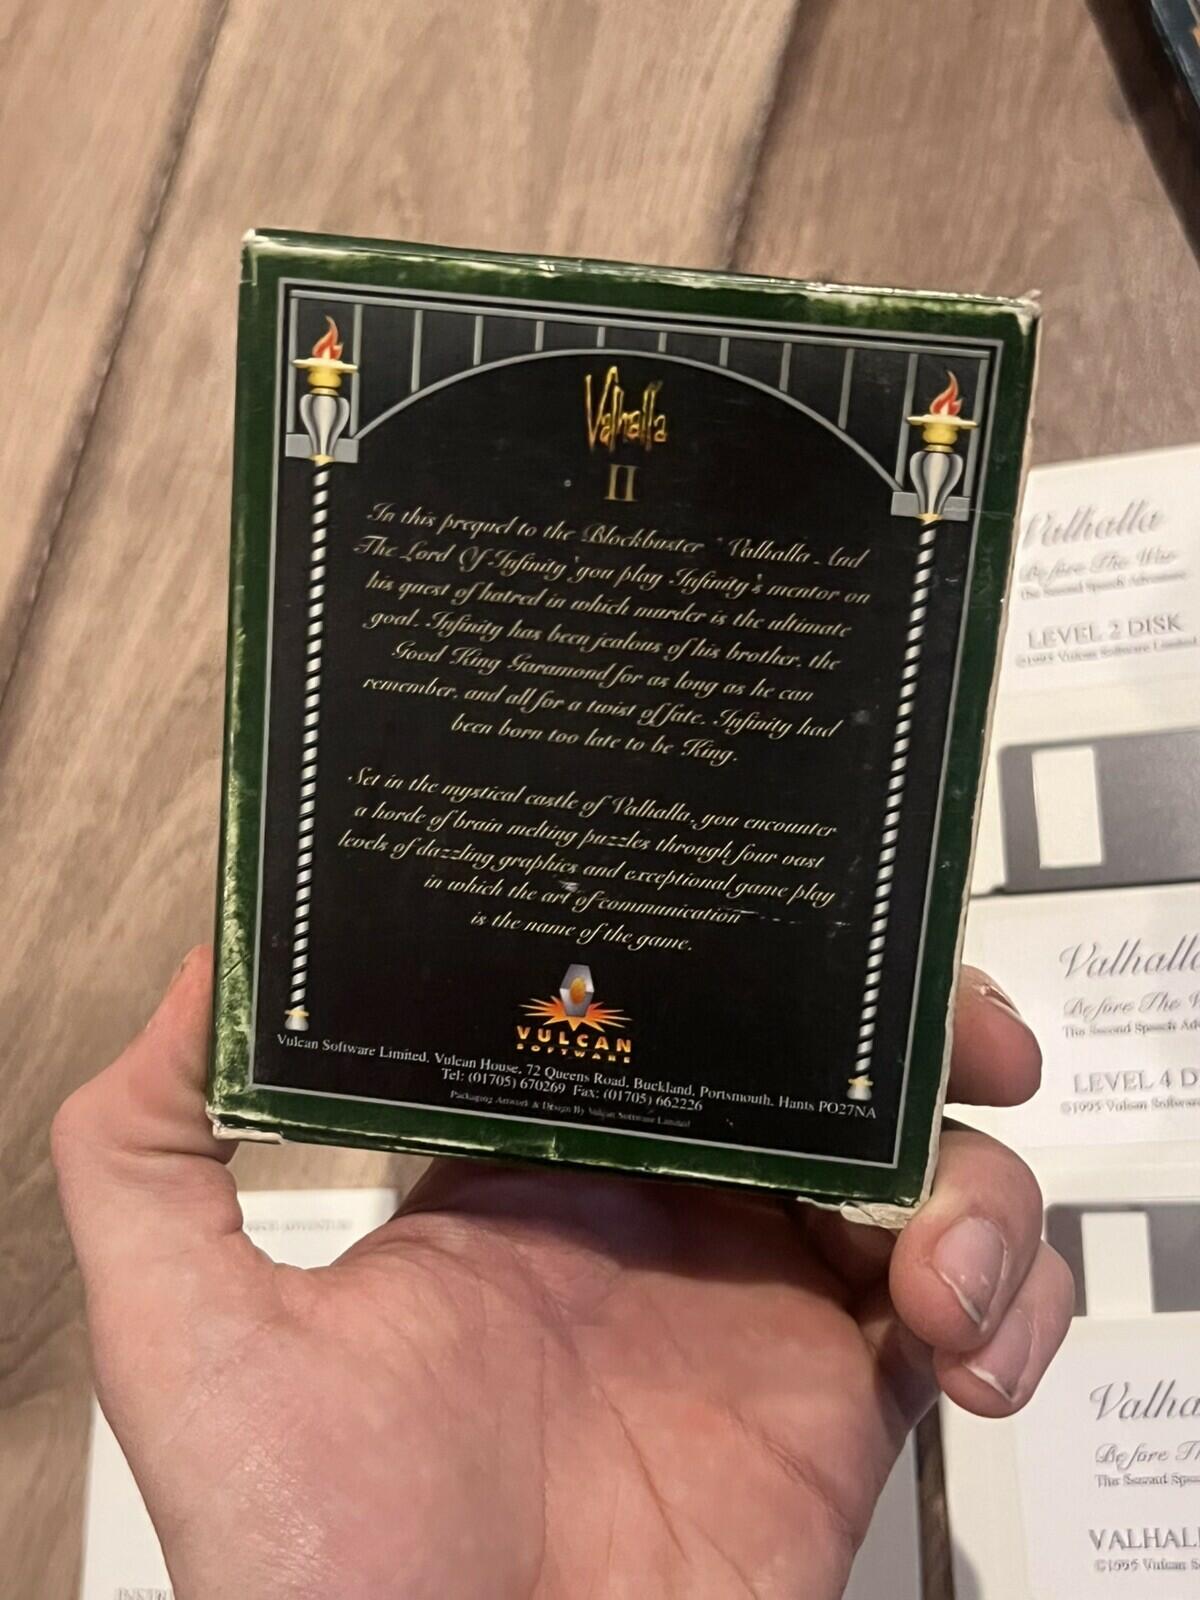 Valhalla
II
In this prequel to the Blockbuster 'Valhalla And
The Lord Of Infinity' you play Infinity's mentor on
his quest of hatred in which murder is the ultimate
goal. Infinity has been jealous of his brother, the
Good King Garamond for as long as he can
remember, and all for a twist of fate. Infinity had
been born too late to be King.
Set in the mystical castle of Valhalla, you encounter
a horde of brain melting puzzles through four vast
levels of dazzling graphics and exceptional game play
in which the art of communication
is the name of the game.
VULCAN
SOFTWARE
Vulcan Software Limited, Vulcan House, 72 Queens Road, Buckland, Portsmouth, Hants PO27NA
Tel: (01705) 670269 Fax: (01705) 662226
Packaging Artwork & Design By Vulcan Software Limited
Valhalla
Before The War
The Second Speech Adventure
LEVEL 2 DISK
©1995 Vulcan Software Limited
Valhalla
Before The
The Second Speech
LEVEL 4
©1995 Vulcan Software
Before
The Second
©1995 Vulcan
ADVENTURE